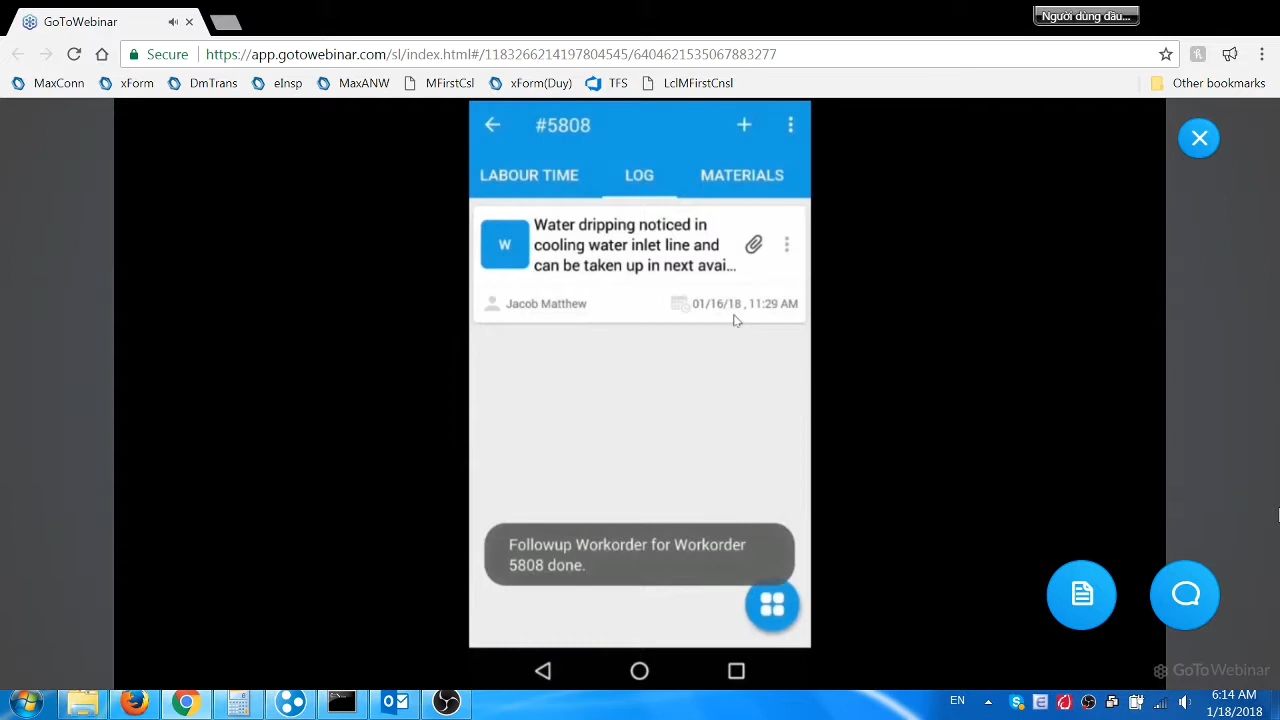 GoToWebinar
Người dùng đầu...
Secure
https://app.gotowebinar.com/sl/index.html#/1183266214197804545/6404621535067883277
MaxConn
xForm
DmTrans
eInsp
MaxANW
MFirstCsl
xForm(Duy)
TFS
LclMFirstCnsl
Other bookmarks
#5808
LABOUR TIME
LOG
MATERIALS
W
Water dripping noticed in
cooling water inlet line and
can be taken up in next avai...
Jacob Matthew
01/16/18 , 11:29 AM
Followup Workorder for Workorder
5808 done.
GoToWebinar
EN
6:14 AM
1/18/2018